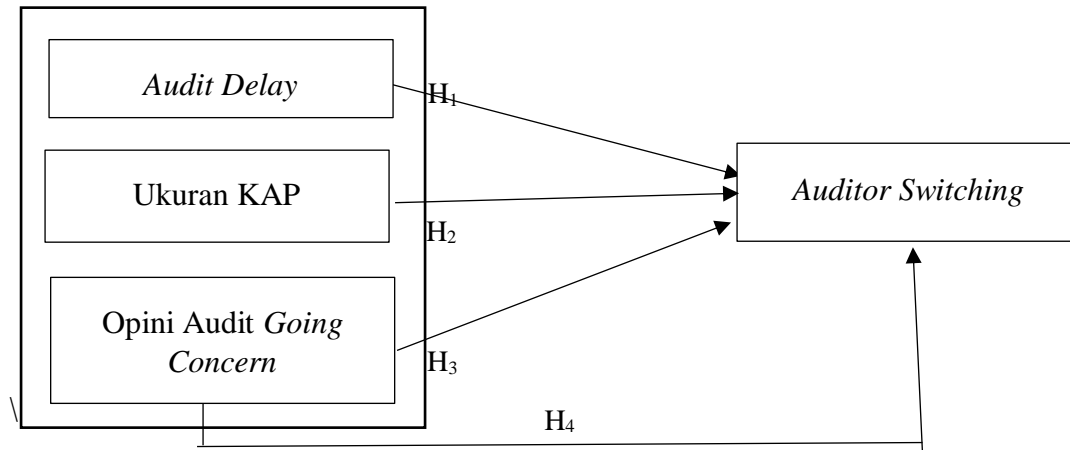 Audit Delay
H₁
Ukuran KAP
Auditor Switching
H₂
Opini Audit Going
Concern
H₃
\
H₄